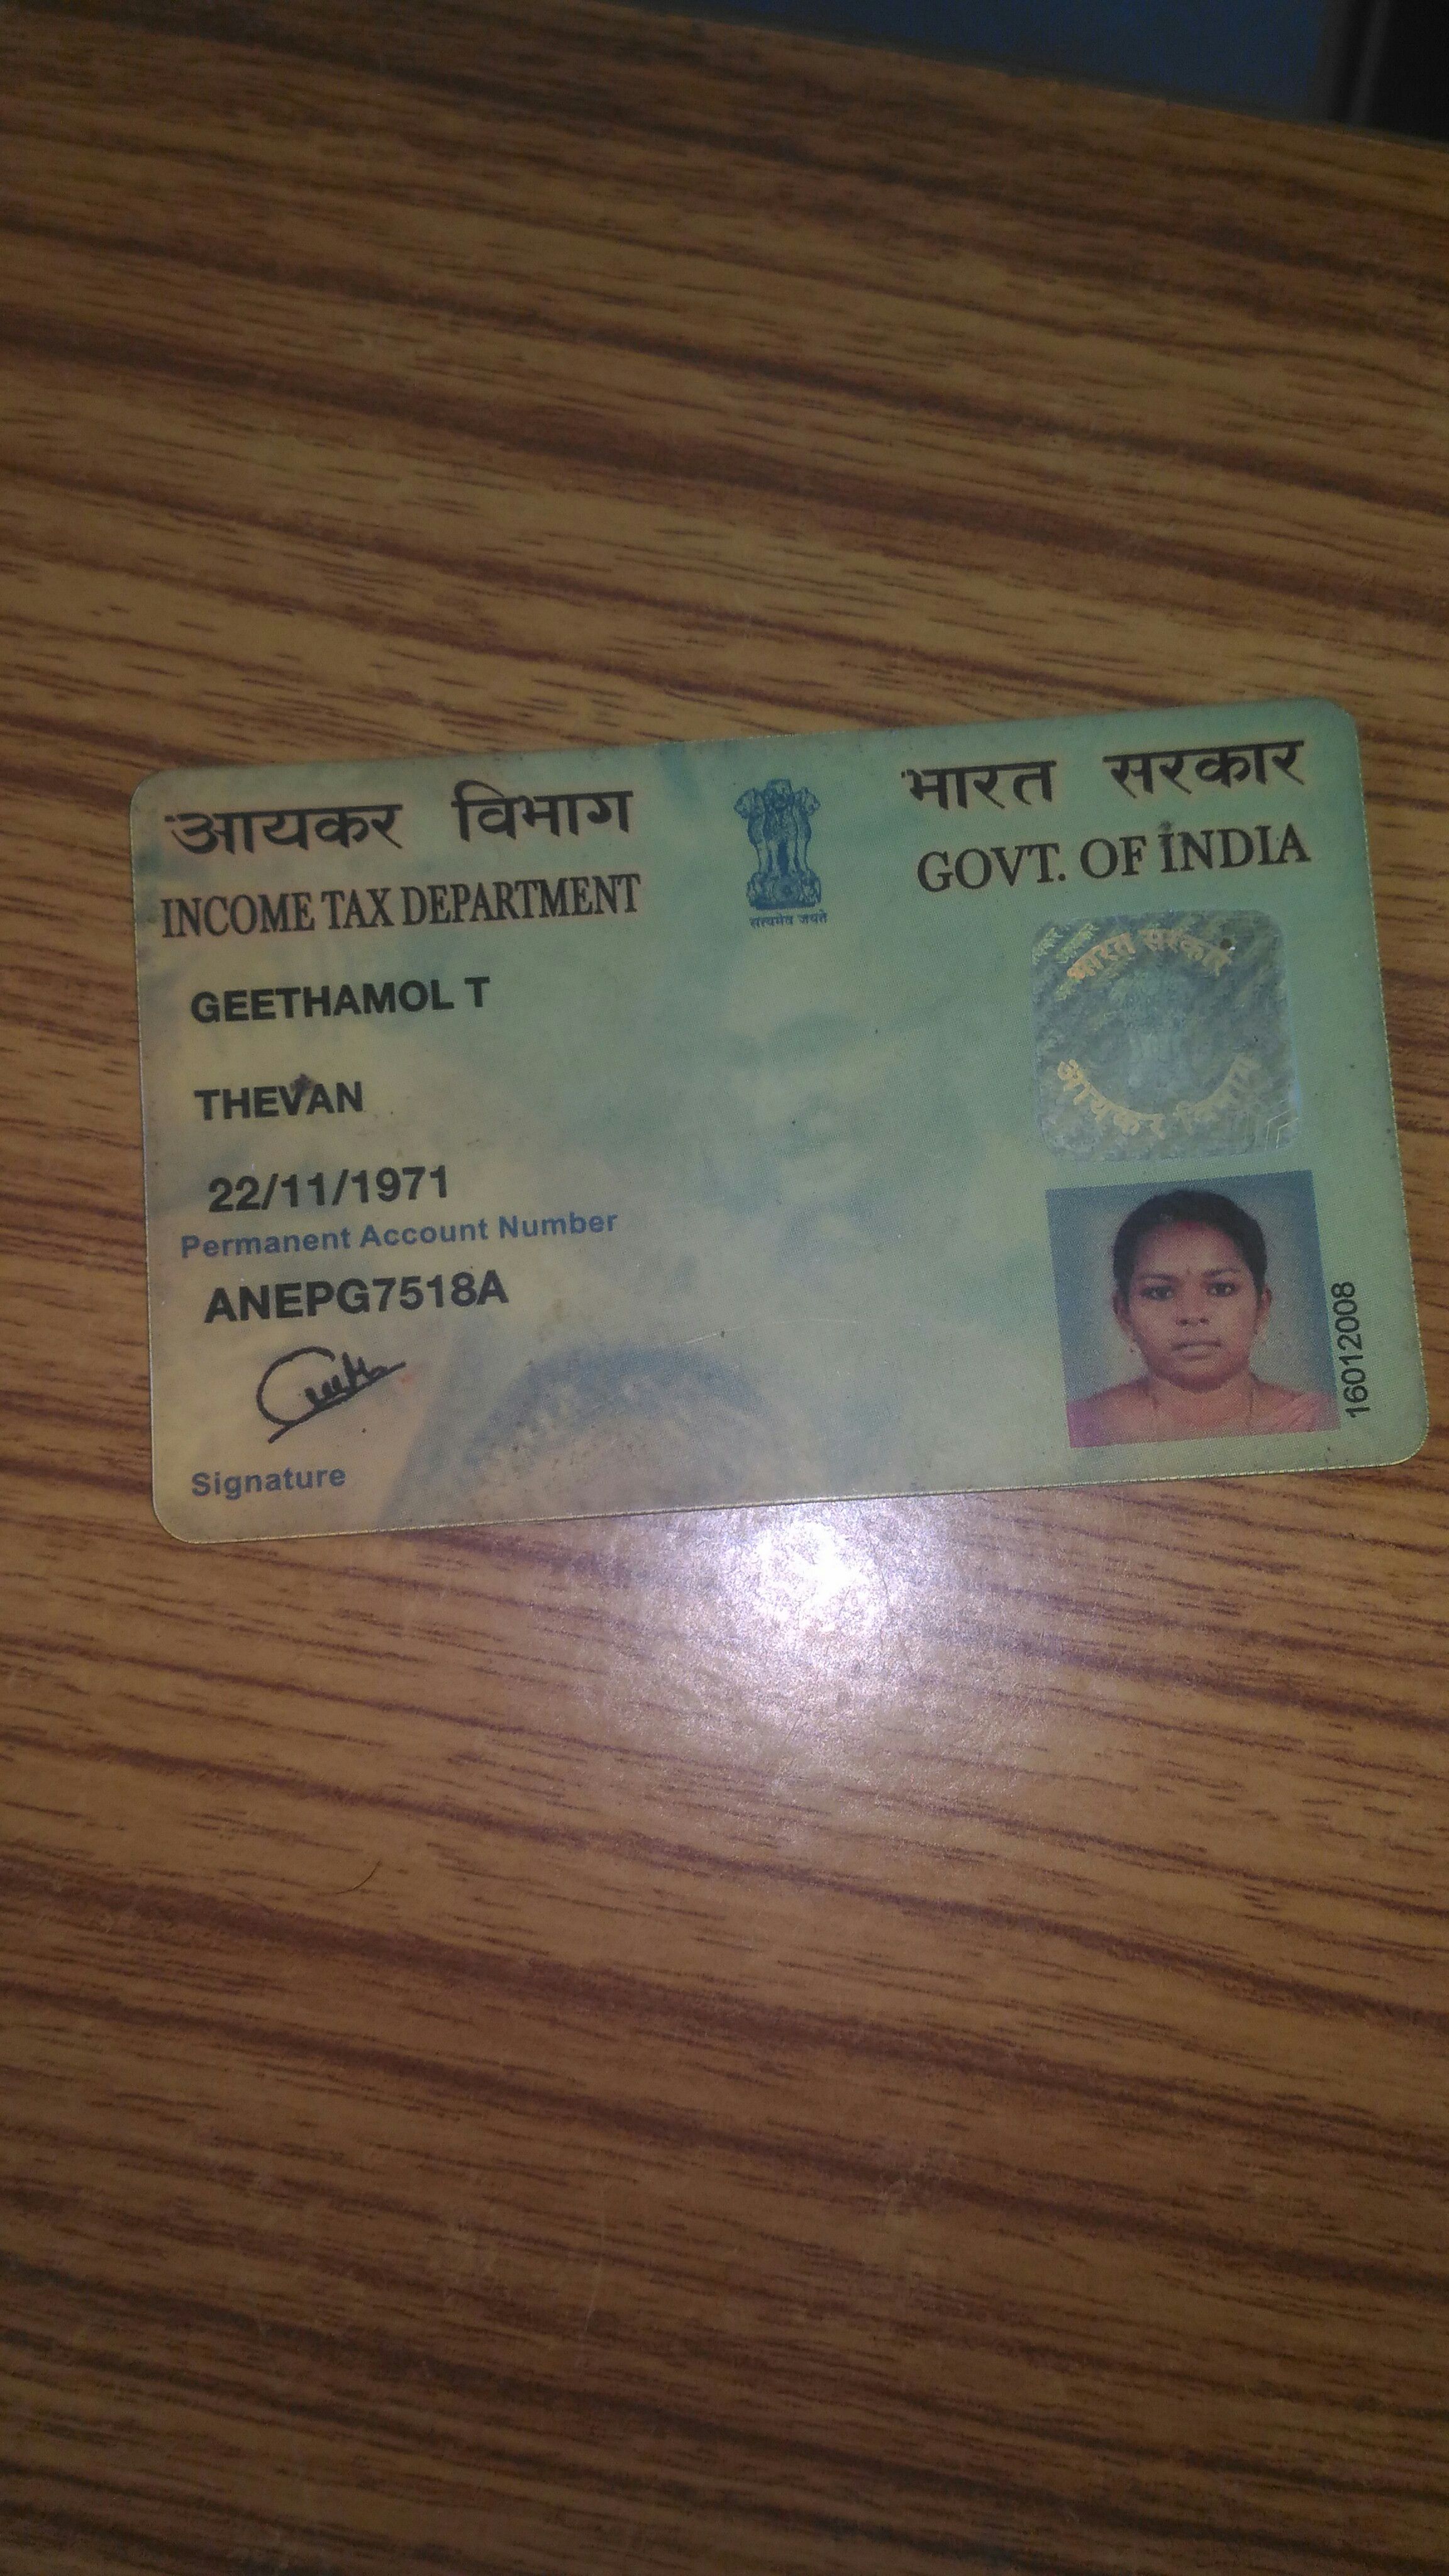 आयकर विभाग
INCOME TAX DEPARTMENT
भारत सरकार
GOVT. OF INDIA
सत्यमेव जयते
GEETHAMOL T
THEVAN
22/11/1971
Permanent Account Number
ANEPG7518A
Signature
भारत सरकार
आयकर विभाग
16012008